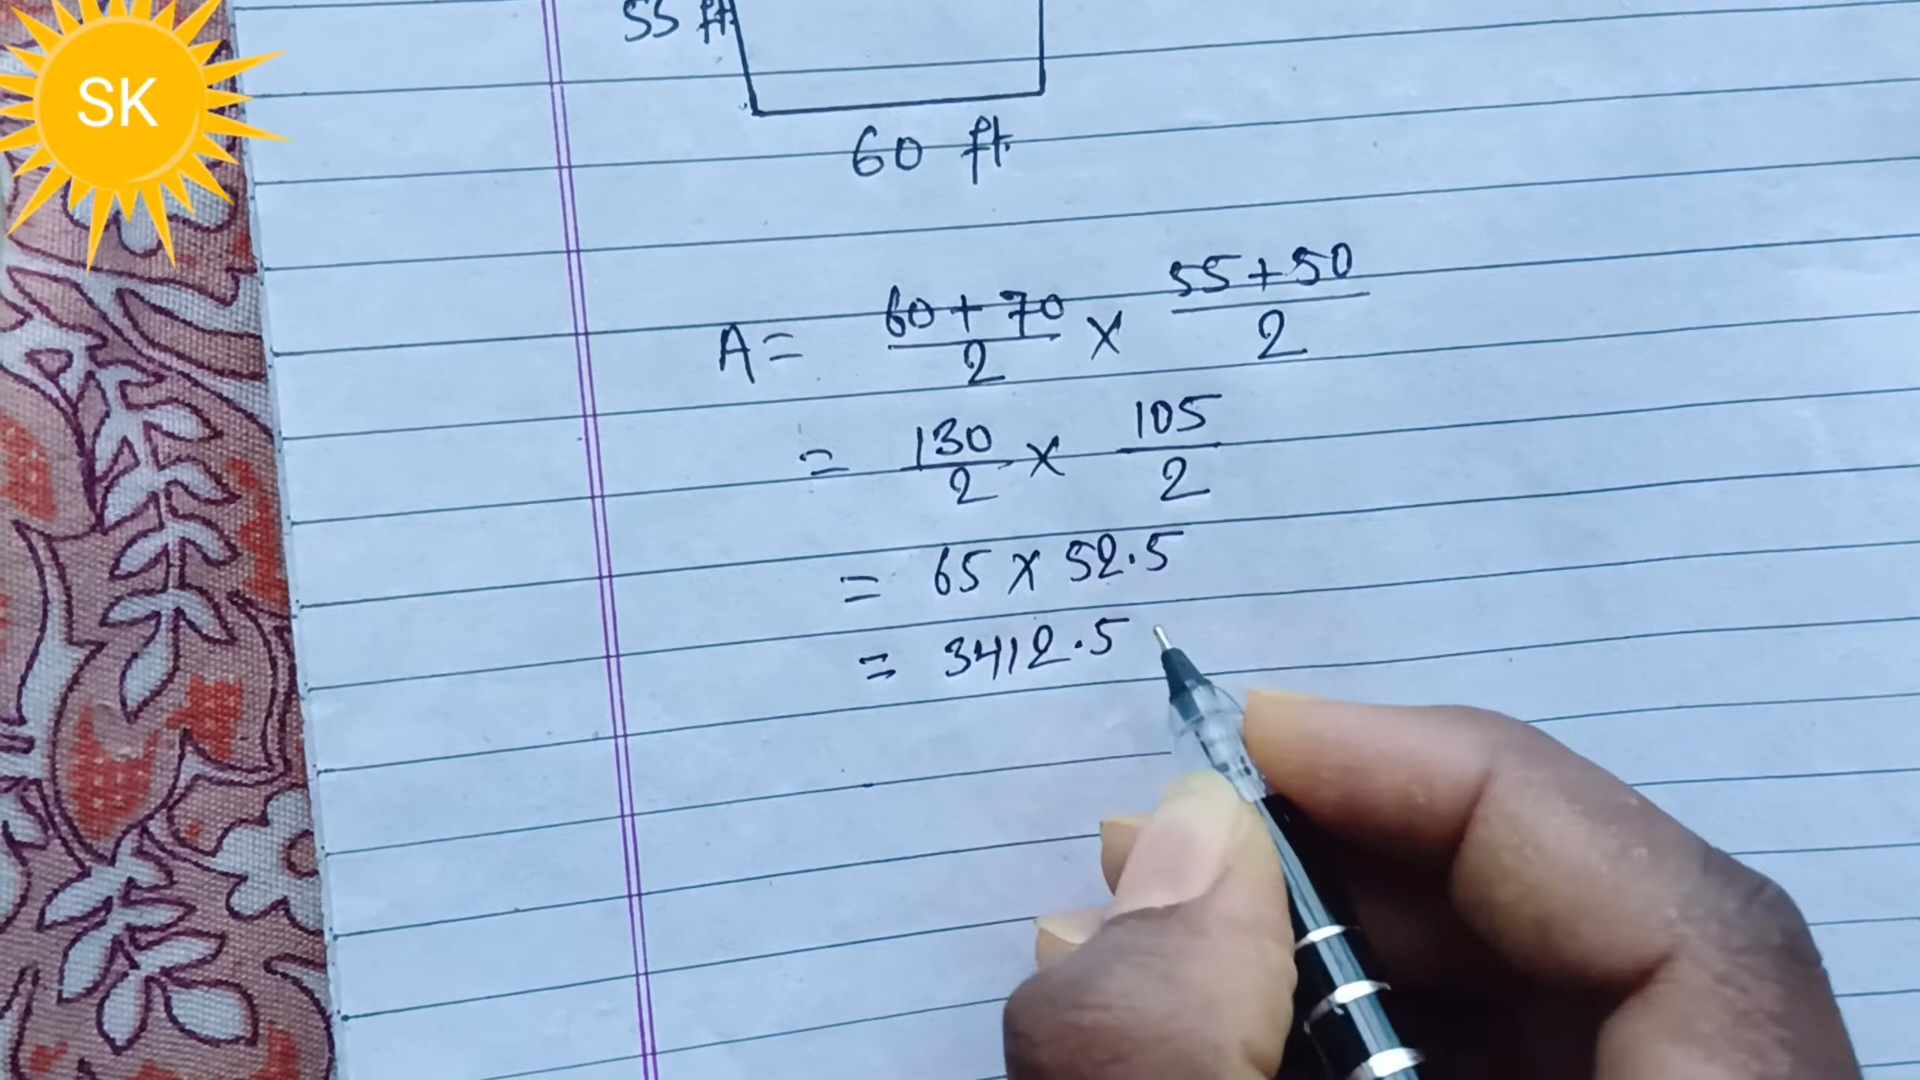 SK
55 ft.
60 ft.
A = 60 + 70 / 2 × 55 + 50 / 2
= 130 / 2 × 105 / 2
= 65 × 52.5
= 3412.5